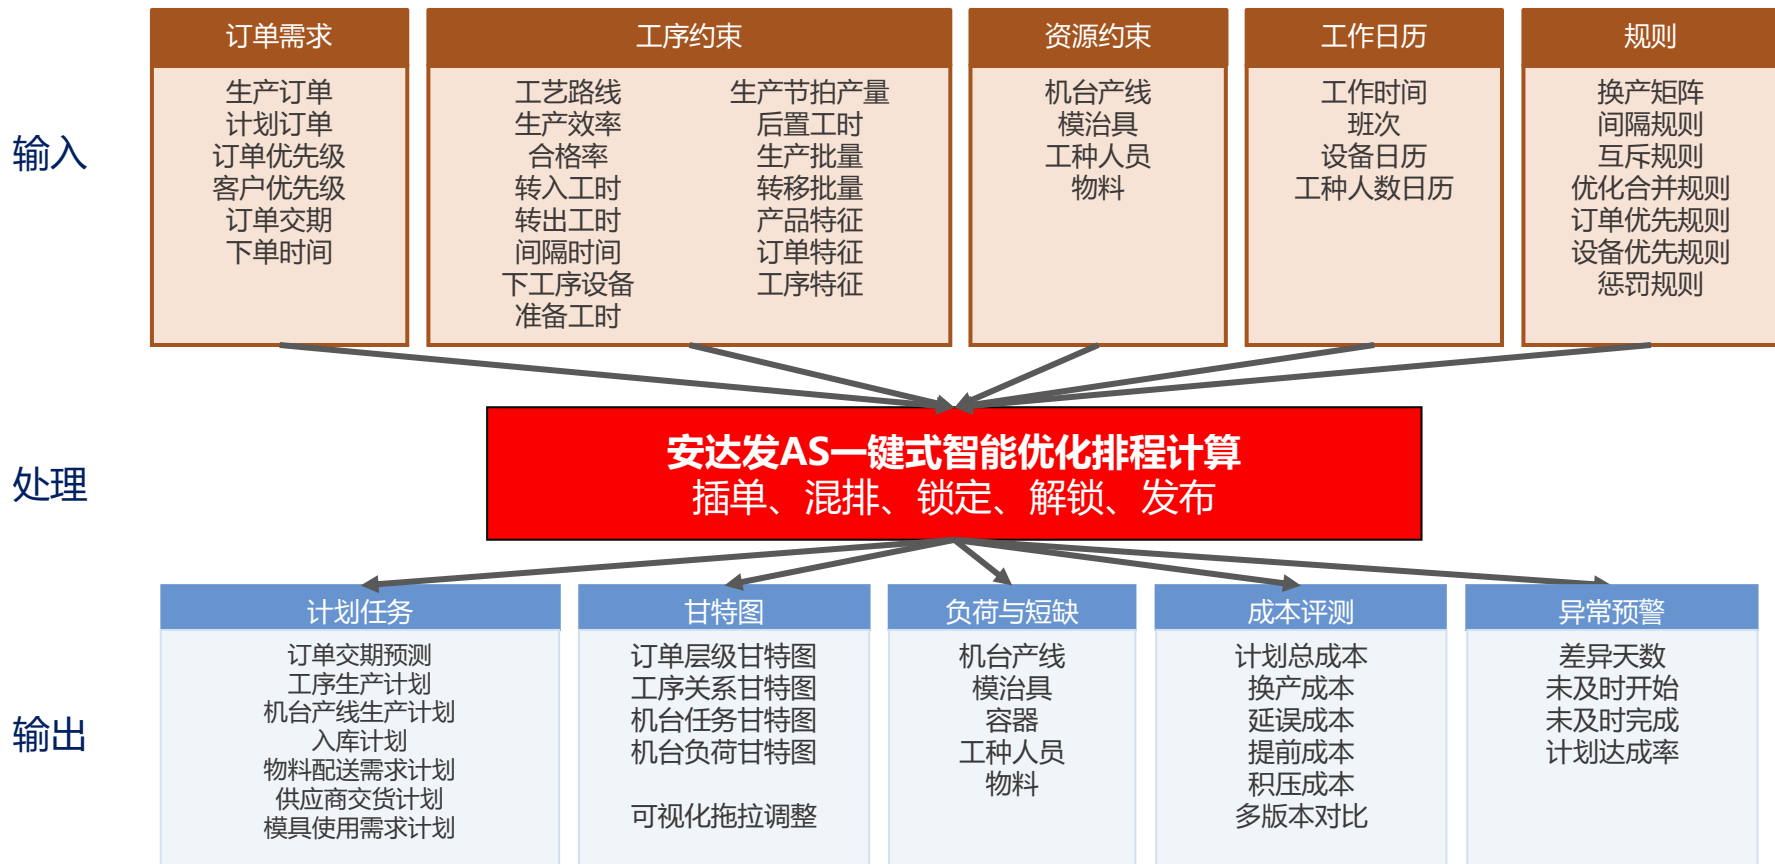 输入
订单需求
生产订单
计划订单
订单优先级
客户优先级
订单交期
下单时间
工序约束
工艺路线
生产效率
合格率
转入工时
转出工时
间隔时间
下工序设备
准备工时
生产节拍产量
后置工时
生产批量
转移批量
产品特征
订单特征
工序特征
资源约束
机台产线
模治具
工种人员
物料
工作日历
工作时间
班次
设备日历
工种人数日历
规则
换产矩阵
间隔规则
互斥规则
优化合并规则
订单优先规则
设备优先规则
惩罚规则
处理
安达发AS一键式智能优化排程计算
插单、混排、锁定、解锁、发布
输出
计划任务
订单交期预测
工序生产计划
机台产线生产计划
入库计划
物料配送需求计划
供应商交货计划
模具使用需求计划
甘特图
订单层级甘特图
工序关系甘特图
机台任务甘特图
机台负荷甘特图
可视化拖拉调整
负荷与短缺
机台产线
模治具
容器
工种人员
物料
成本评测
计划总成本
换产成本
延误成本
提前成本
积压成本
多版本对比
异常预警
差异天数
未及时开始
未及时完成
计划达成率